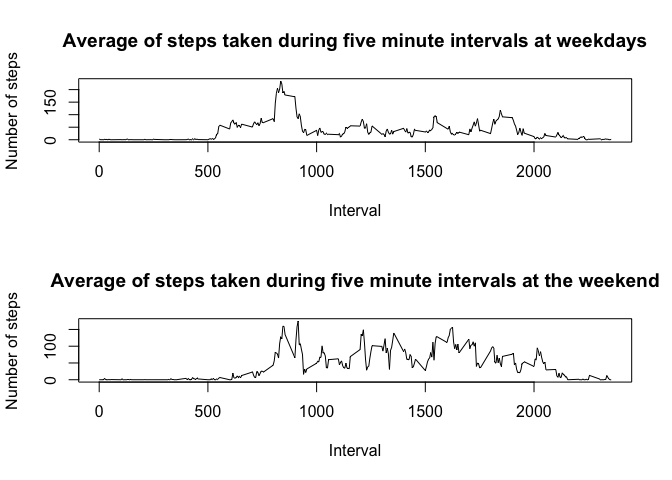 Average of steps taken during five minute intervals at weekdays
Number of steps
150
0
0 500 1000 1500 2000
Interval
Average of steps taken during five minute intervals at the weekend
Number of steps
100
0
0 500 1000 1500 2000
Interval